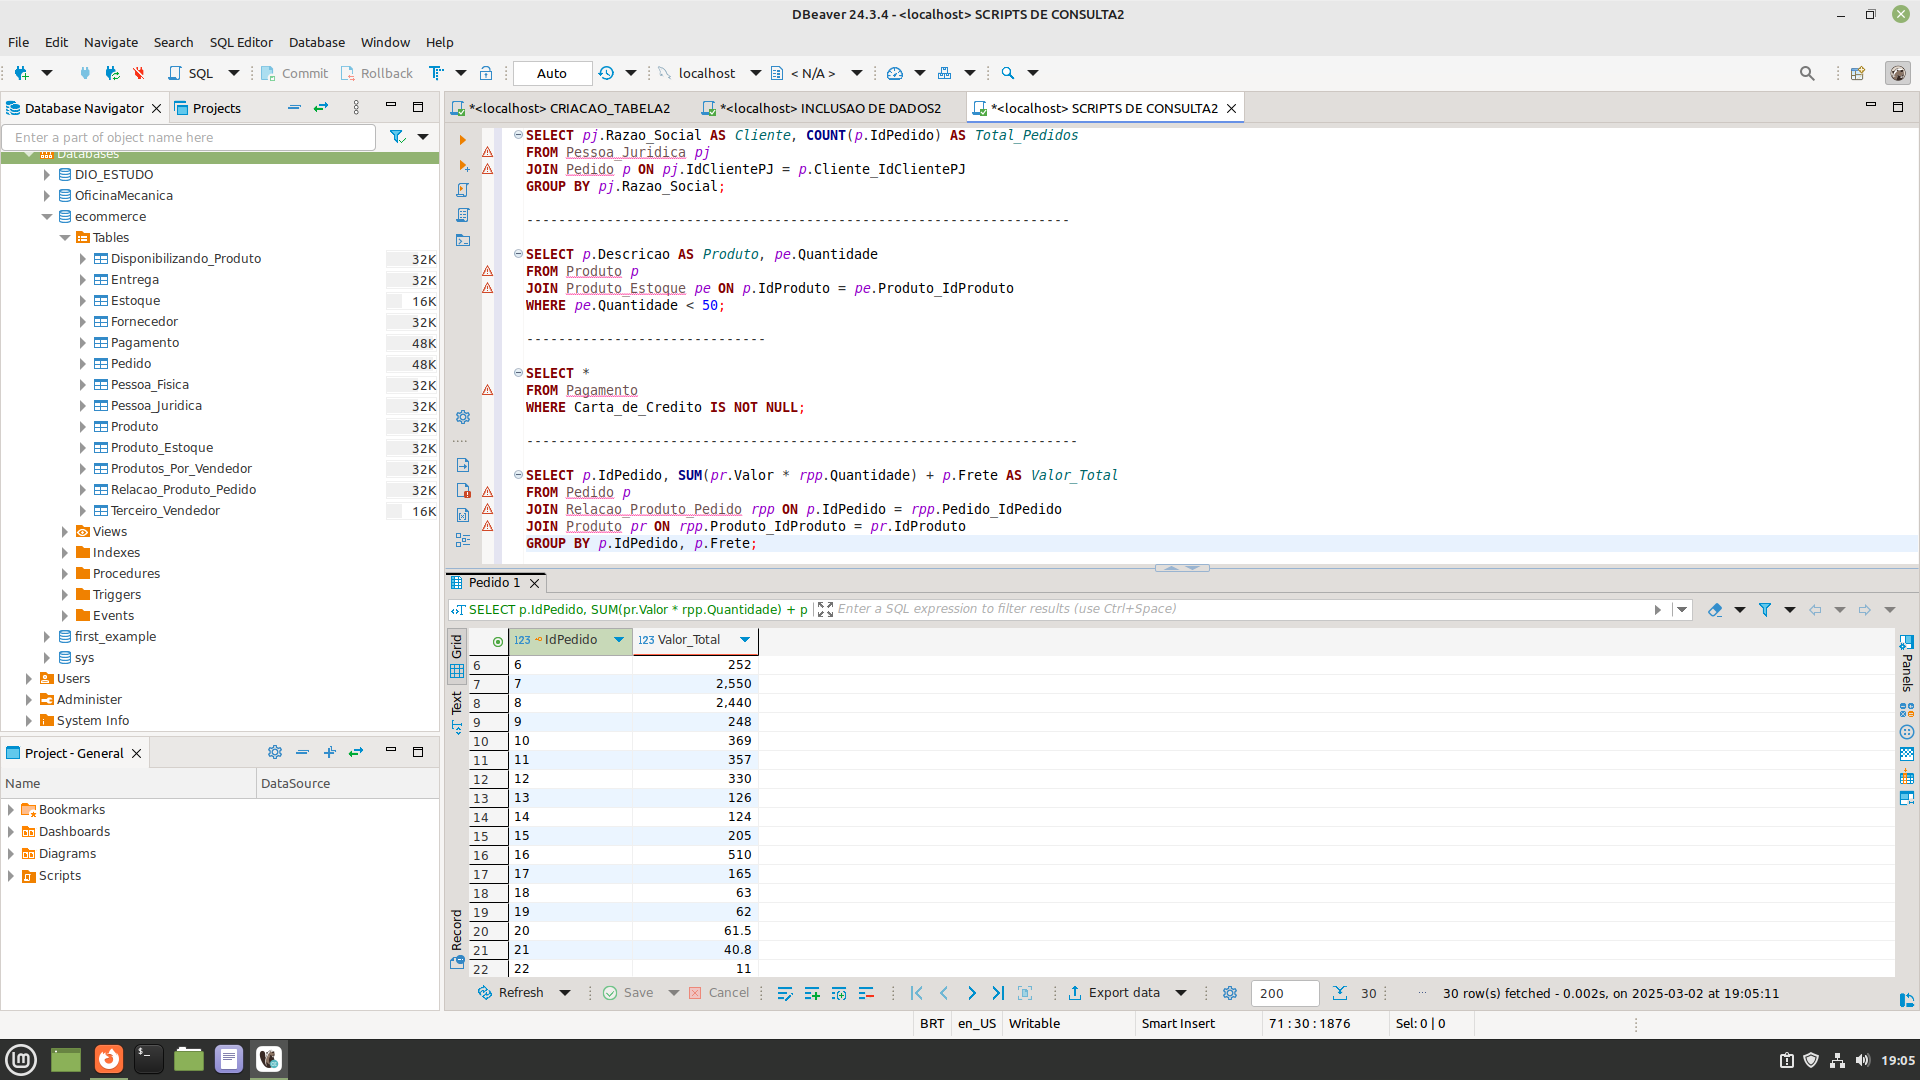 DBeaver 24.3.4 - <localhost> SCRIPTS DE CONSULTA2
File Edit Navigate Search SQL Editor Database Window Help
SQL Commit Rollback Auto localhost < N/A >
Database Navigator Projects
Enter a part of object name here
Databases
DIO_ESTUDO
OficinaMecanica
ecommerce
Tables
Disponibilizando_Produto 32K
Entrega 32K
Estoque 16K
Fornecedor 32K
Pagamento 48K
Pedido 48K
Pessoa_Fisica 32K
Pessoa_Juridica 32K
Produto 32K
Produto_Estoque 32K
Produtos_Por_Vendedor 32K
Relacao_Produto_Pedido 32K
Terceiro_Vendedor 16K
Views
Indexes
Procedures
Triggers
Events
first_example
sys
Users
Administer
System Info
Project - General
Name DataSource
Bookmarks
Dashboards
Diagrams
Scripts
*<localhost> CRIACAO_TABELA2 *<localhost> INCLUSAO DE DADOS2 *<localhost> SCRIPTS DE CONSULTA2
SELECT pj.Razao_Social AS Cliente, COUNT(p.IdPedido) AS Total_Pedidos
FROM Pessoa_Juridica pj
JOIN Pedido p ON pj.IdClientePJ = p.Cliente_IdClientePJ
GROUP BY pj.Razao_Social;
--------------------------------------------------------------------
SELECT p.Descricao AS Produto, pe.Quantidade
FROM Produto p
JOIN Produto_Estoque pe ON p.IdProduto = pe.Produto_IdProduto
WHERE pe.Quantidade < 50;
------------------------------
SELECT *
FROM Pagamento
WHERE Carta_de_Credito IS NOT NULL;
---------------------------------------------------------------------
SELECT p.IdPedido, SUM(pr.Valor * rpp.Quantidade) + p.Frete AS Valor_Total
FROM Pedido p
JOIN Relacao_Produto_Pedido rpp ON p.IdPedido = rpp.Pedido_IdPedido
JOIN Produto pr ON rpp.Produto_IdProduto = pr.IdProduto
GROUP BY p.IdPedido, p.Frete;
Pedido 1
SELECT p.IdPedido, SUM(pr.Valor * rpp.Quantidade) + p Enter a SQL expression to filter results (use Ctrl+Space)
Grid
Text
Record
Panels
123 IdPedido 123 Valor_Total
6 6 252
7 7 2,550
8 8 2,440
9 9 248
10 10 369
11 11 357
12 12 330
13 13 126
14 14 124
15 15 205
16 16 510
17 17 165
18 18 63
19 19 62
20 20 61.5
21 21 40.8
22 22 11
Refresh Save Cancel Export data 200 30 30 row(s) fetched - 0.002s, on 2025-03-02 at 19:05:11
BRT en_US Writable Smart Insert 71 : 30 : 1876 Sel: 0 | 0
19:05